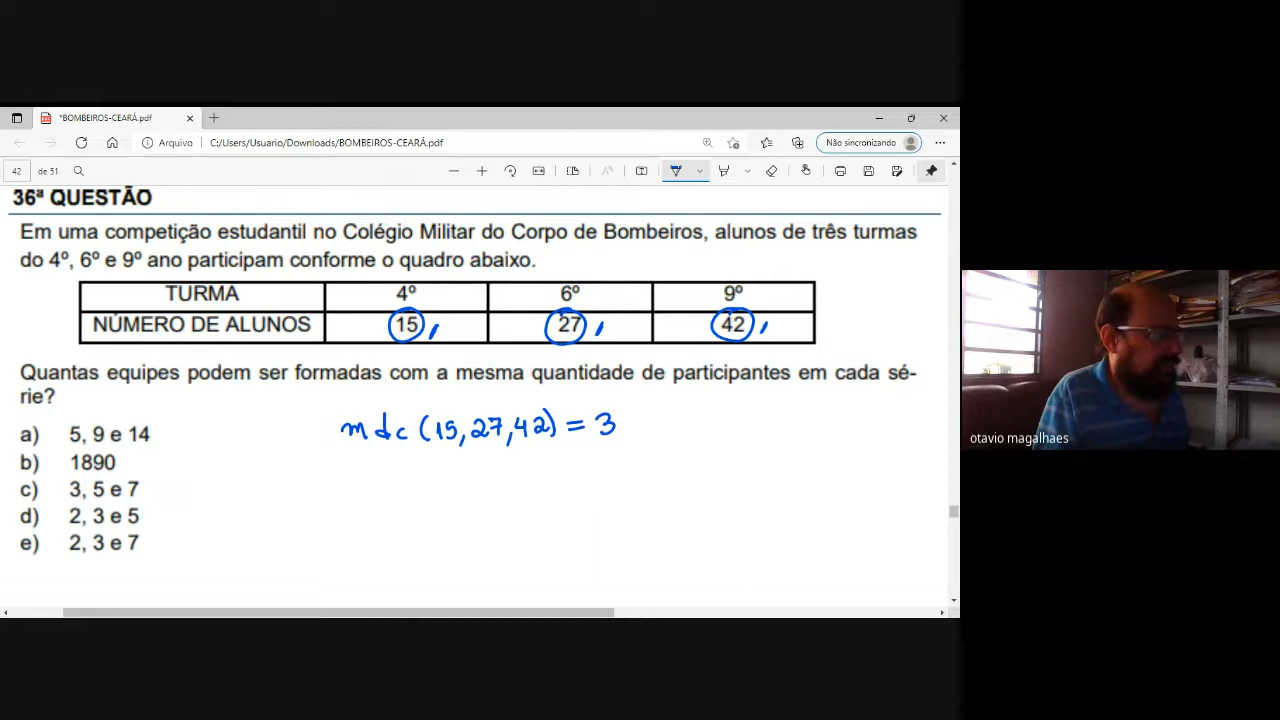 *BOMBEIROS-CEARÁ.pdf
Arquivo C:/Users/Usuario/Downloads/BOMBEIROS-CEARÁ.pdf Não sincronizando
42 de 51
36ª QUESTÃO
Em uma competição estudantil no Colégio Militar do Corpo de Bombeiros, alunos de três turmas
do 4º, 6º e 9º ano participam conforme o quadro abaixo.
TURMA 4º 6º 9º
NÚMERO DE ALUNOS 15, 27, 42,
Quantas equipes podem ser formadas com a mesma quantidade de participantes em cada sé-
rie?
mdc (15,27,42) = 3
a) 5, 9 e 14
b) 1890
c) 3, 5 e 7
d) 2, 3 e 5
e) 2, 3 e 7
otavio magalhaes